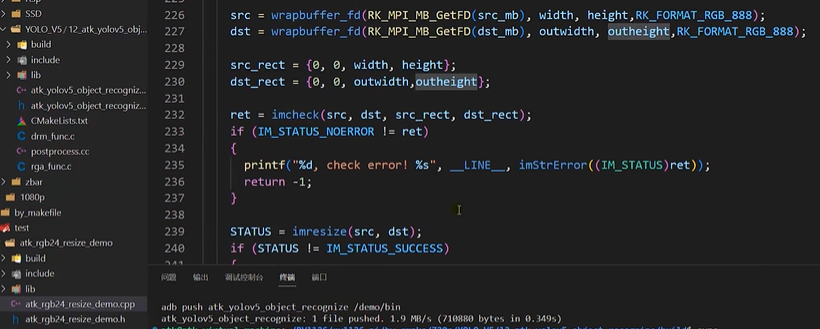 rsp
SSD
YOLO_V5 / 12_atk_yolov5_obj...
build
include
lib
atk_yolov5_object_recogniz...
atk_yolov5_object_recogniz...
CMakeLists.txt
drm_func.c
postprocess.cc
rga_func.c
zbar
1080p
by_makefile
test
atk_rgb24_resize_demo
build
include
lib
atk_rgb24_resize_demo.cpp
atk_rgb24_resize_demo.h
226 src = wrapbuffer_fd(RK_MPI_MB_GetFD(src_mb), width, height,RK_FORMAT_RGB_888);
227 dst = wrapbuffer_fd(RK_MPI_MB_GetFD(dst_mb), outwidth, outheight,RK_FORMAT_RGB_888);
228
229 src_rect = {0, 0, width, height};
230 dst_rect = {0, 0, outwidth,outheight};
231
232 ret = imcheck(src, dst, src_rect, dst_rect);
233 if (IM_STATUS_NOERROR != ret)
234 {
235 printf("%d, check error! %s", __LINE__, imStrError((IM_STATUS)ret));
236 return -1;
237 }
238
239 STATUS = imresize(src, dst);
240 if (STATUS != IM_STATUS_SUCCESS)
241 {
问题 输出 调试控制台 终端 端口
adb push atk_yolov5_object_recognize /demo/bin
atk_yolov5_object_recognize: 1 file pushed. 1.9 MB/s (710880 bytes in 0.349s)